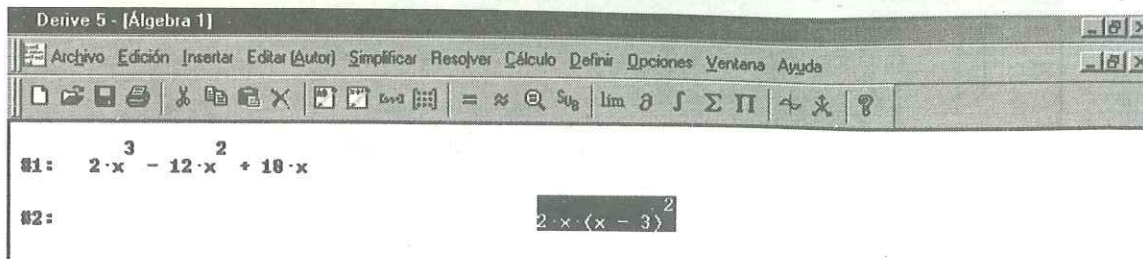 Derive 5 - [Álgebra 1]
Archivo Edición Insertar Editar (Autor) Simplificar Resolver Cálculo Definir Opciones Ventana Ayuda
= ≈ SuB lim ∂ ∫ Σ Π ?
#1: 2·x³ - 12·x² + 18·x
#2: 2·x·(x - 3)²